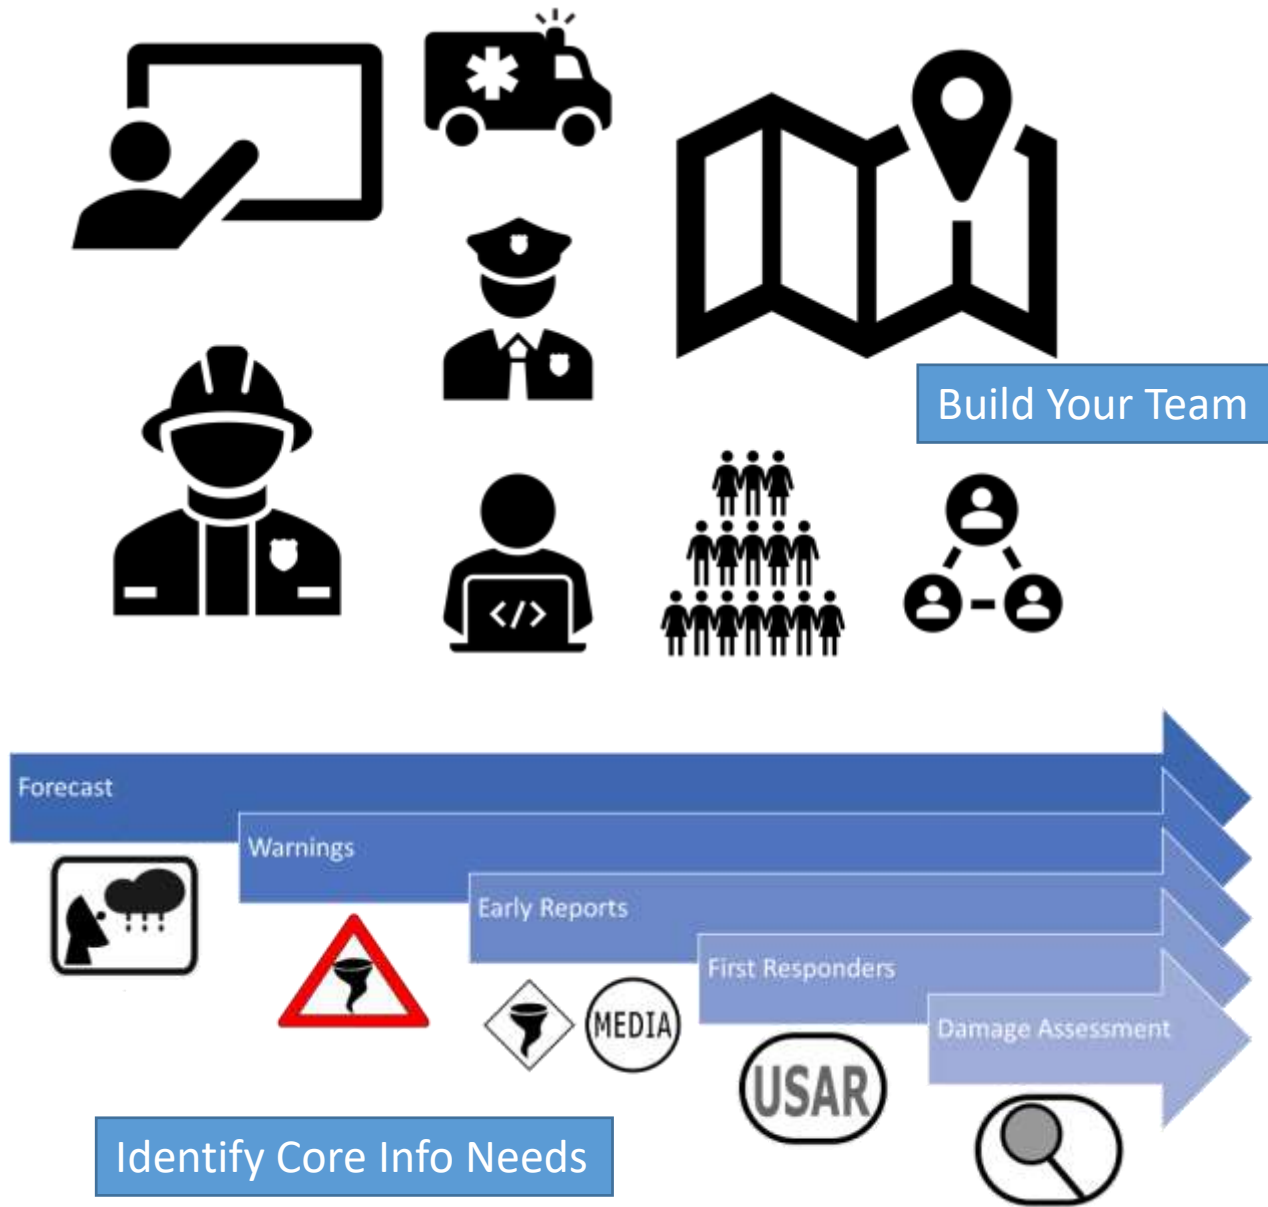 Build Your Team
</>
Forecast
Warnings
Early Reports
MEDIA
First Responders
USAR
Damage Assessment
Identify Core Info Needs